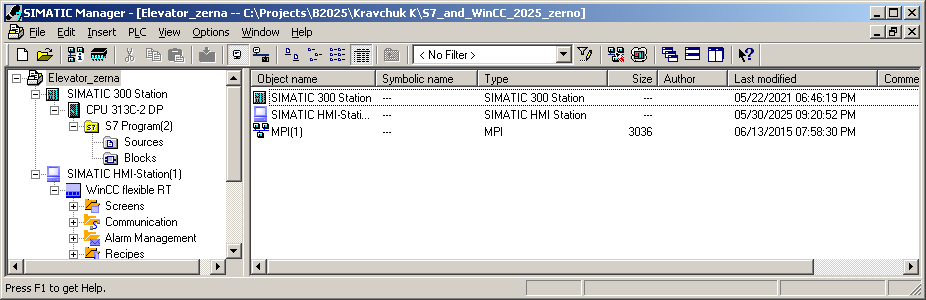 SIMATIC Manager - [Elevator_zerna -- C:\Projects\B2025\Kravchuk K\S7_and_WinCC_2025_zerno]
File Edit Insert PLC View Options Window Help
< No Filter >
Elevator_zerna
SIMATIC 300 Station
CPU 313C-2 DP
S7 Program(2)
Sources
Blocks
SIMATIC HMI-Station(1)
WinCC flexible RT
Screens
Communication
Alarm Management
Recipes
Object name Symbolic name Type Size Author Last modified Comme
SIMATIC 300 Station --- SIMATIC 300 Station --- 05/22/2021 06:46:19 PM
SIMATIC HMI-Stati... --- SIMATIC HMI Station --- 05/30/2025 09:20:52 PM
MPI(1) --- MPI 3036 06/13/2015 07:58:30 PM
Press F1 to get Help.